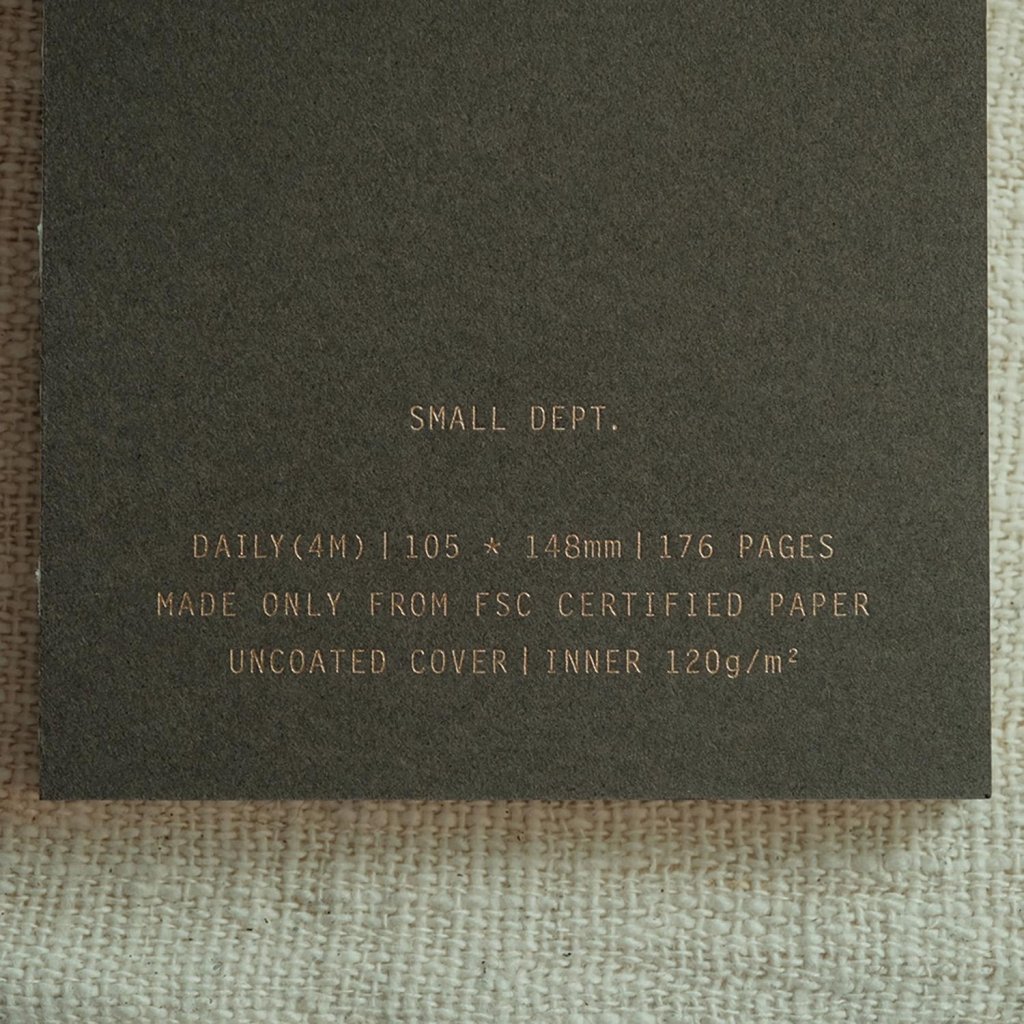 SMALL DEPT.
DAILY(4M)|105 * 148mm|176 PAGES
MADE ONLY FROM FSC CERTIFIED PAPER
UNCOATED COVER|INNER 120g/m²